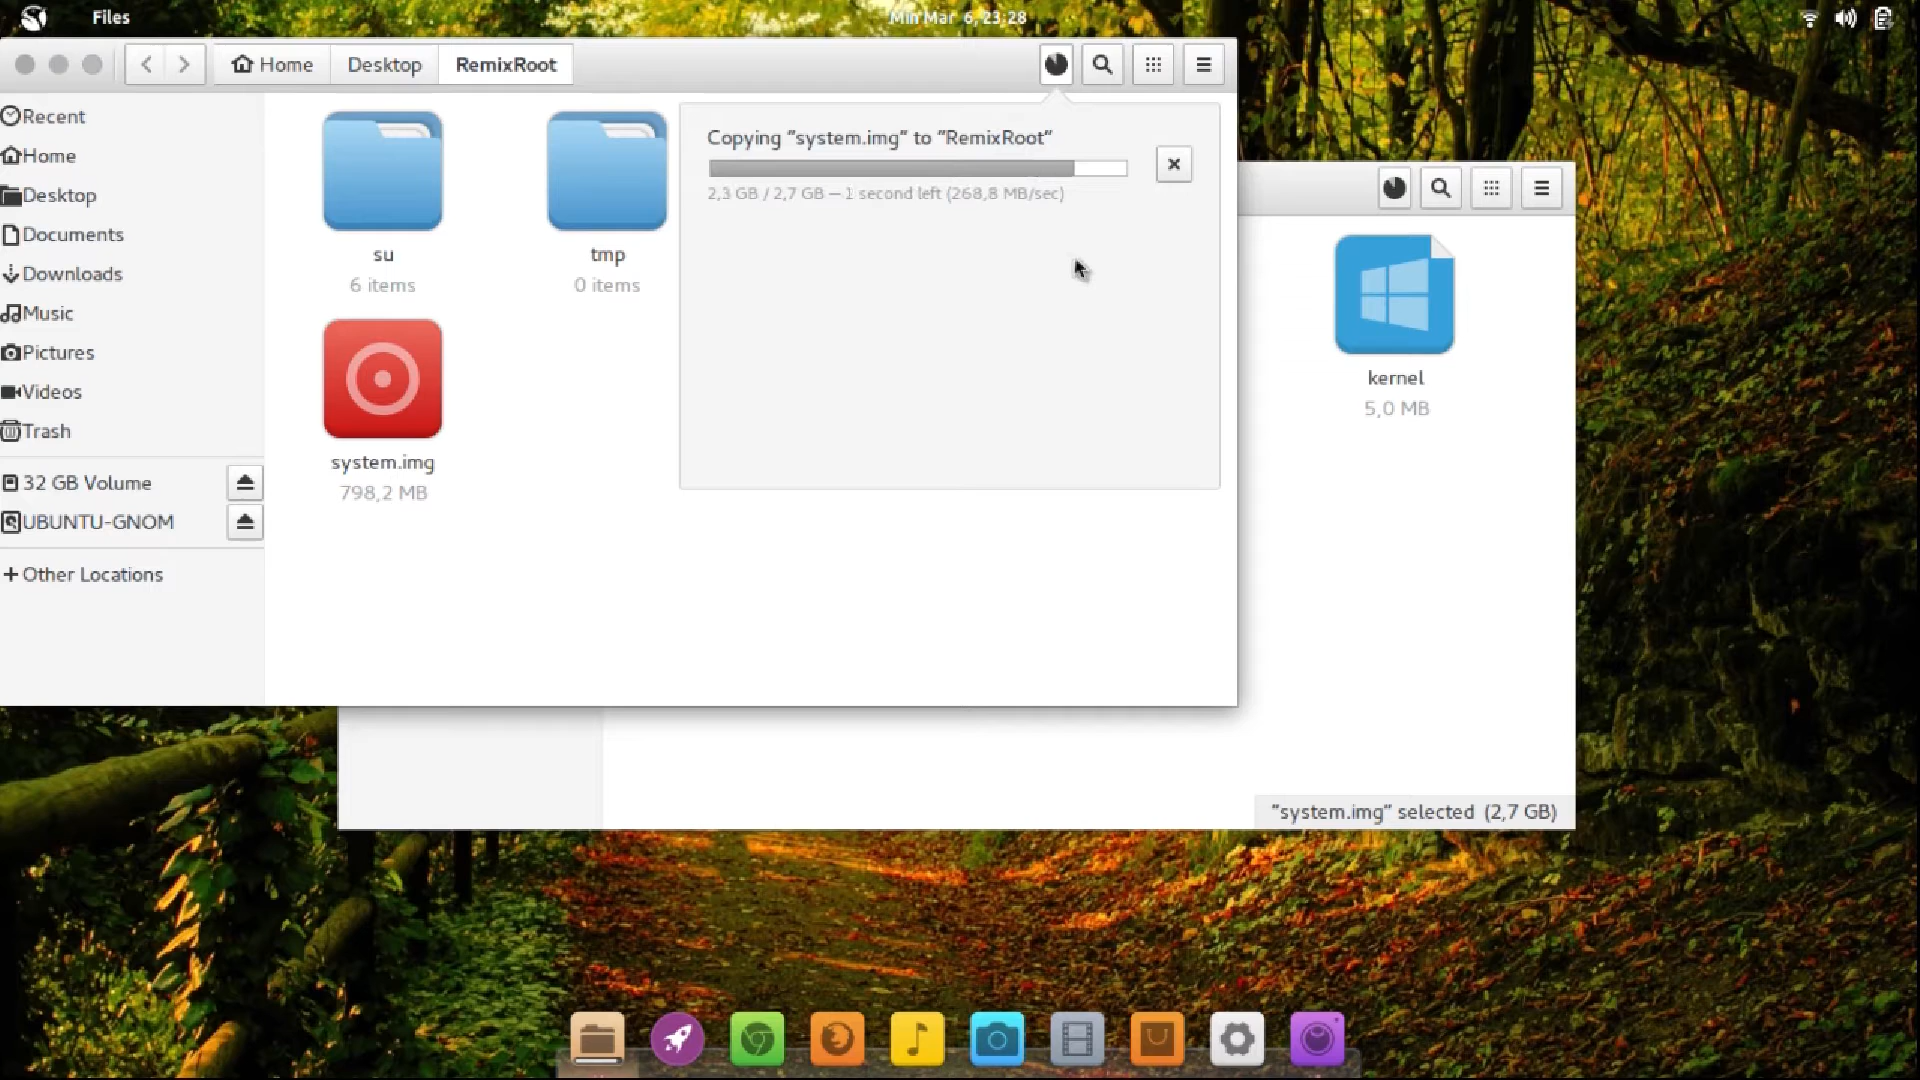 Files
Min Mar 6, 23:28
Home
Desktop
RemixRoot
Recent
Home
Desktop
Documents
Downloads
Music
Pictures
Videos
Trash
32 GB Volume
UBUNTU-GNOM
+ Other Locations
su
6 items
tmp
0 items
system.img
798,2 MB
Copying “system.img” to “RemixRoot”
2,3 GB / 2,7 GB — 1 second left (268,8 MB/sec)
kernel
5,0 MB
“system.img” selected (2,7 GB)